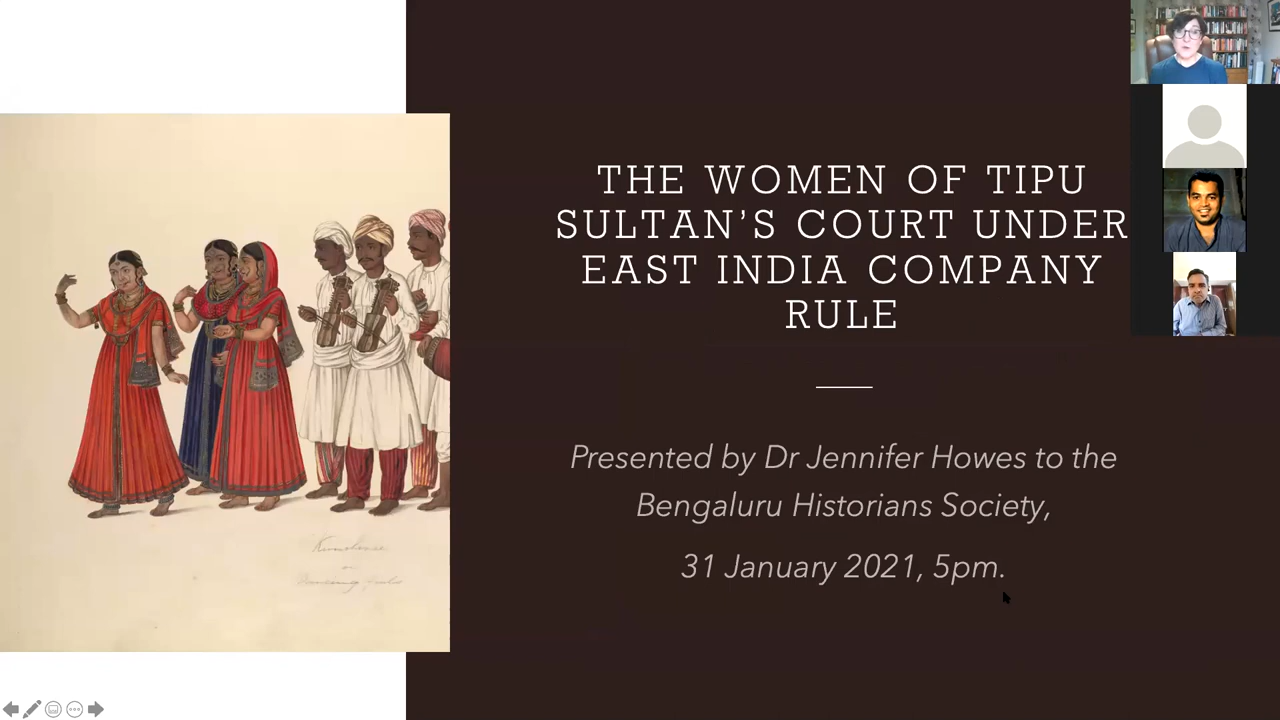 THE WOMEN OF TIPU
SULTAN’S COURT UNDER
EAST INDIA COMPANY
RULE
Presented by Dr Jennifer Howes to the
Bengaluru Historians Society,
31 January 2021, 5pm.
or